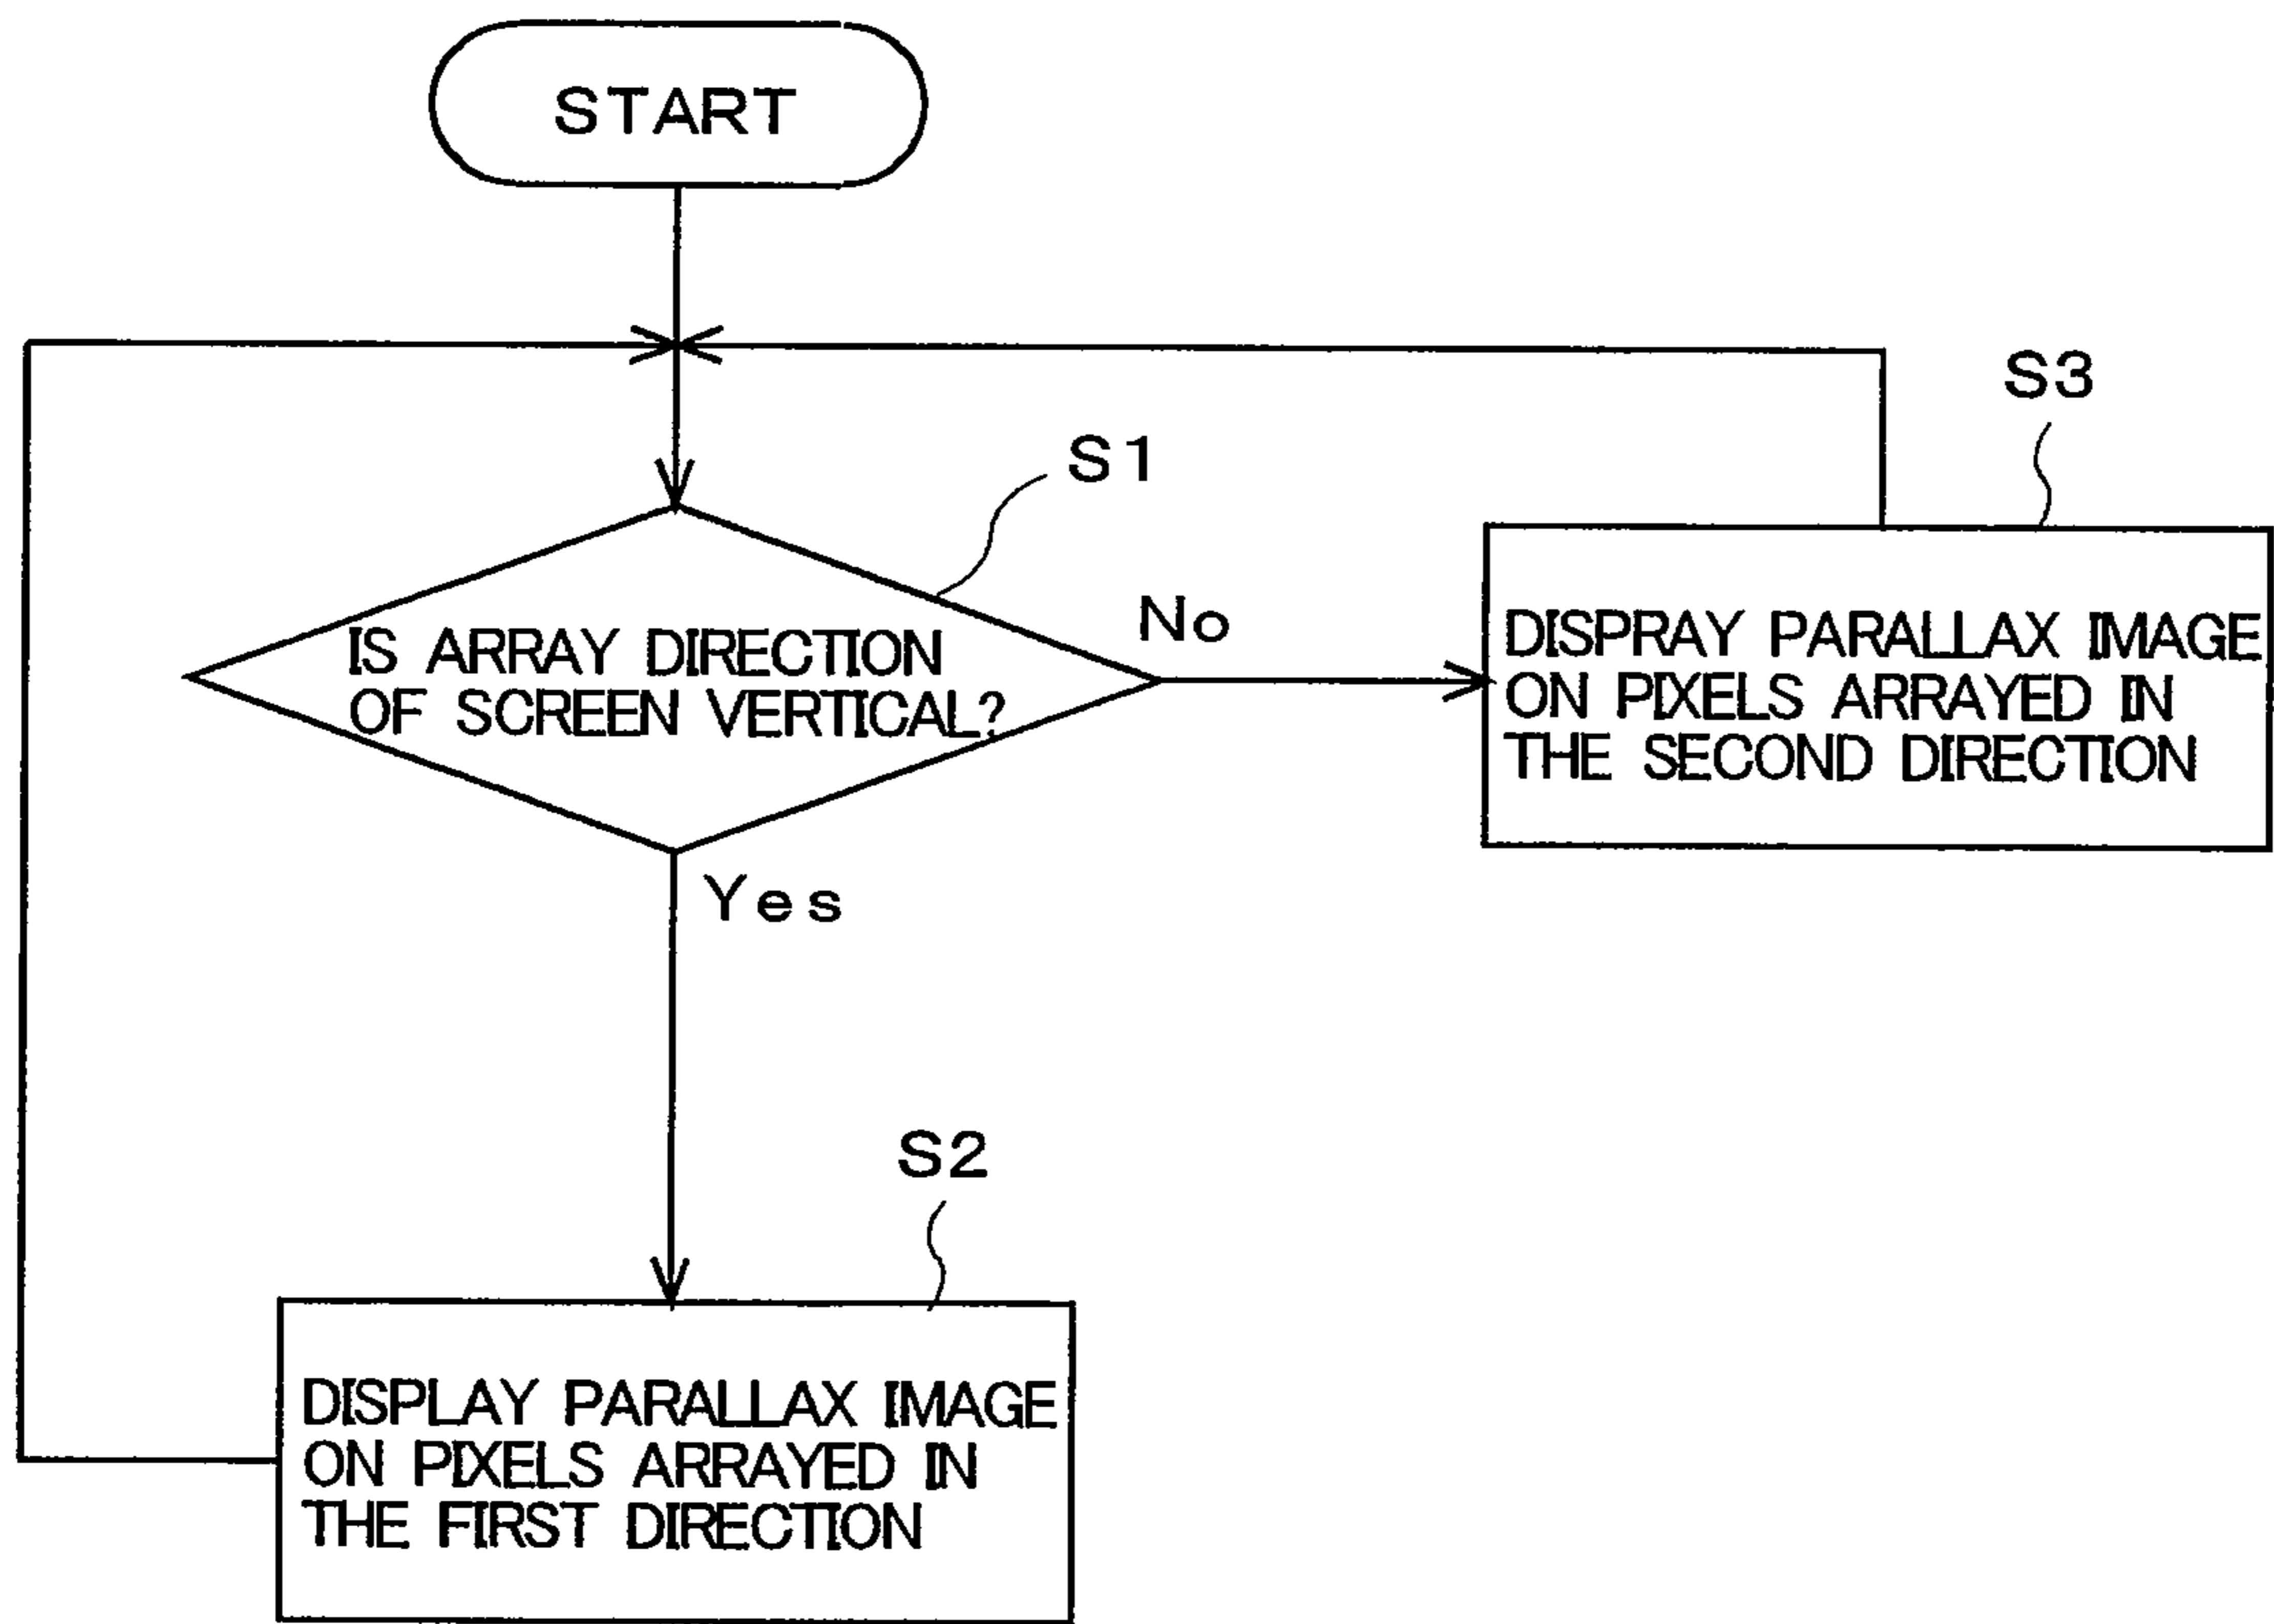 START
S3
S1
No
IS ARRAY DIRECTION
OF SCREEN VERTICAL?
DISPRAY PARALLAX IMAGE
ON PIXELS ARRAYED IN
THE SECOND DIRECTION
Yes
S2
DISPLAY PARALLAX IMAGE
ON PIXELS ARRAYED IN
THE FIRST DIRECTION